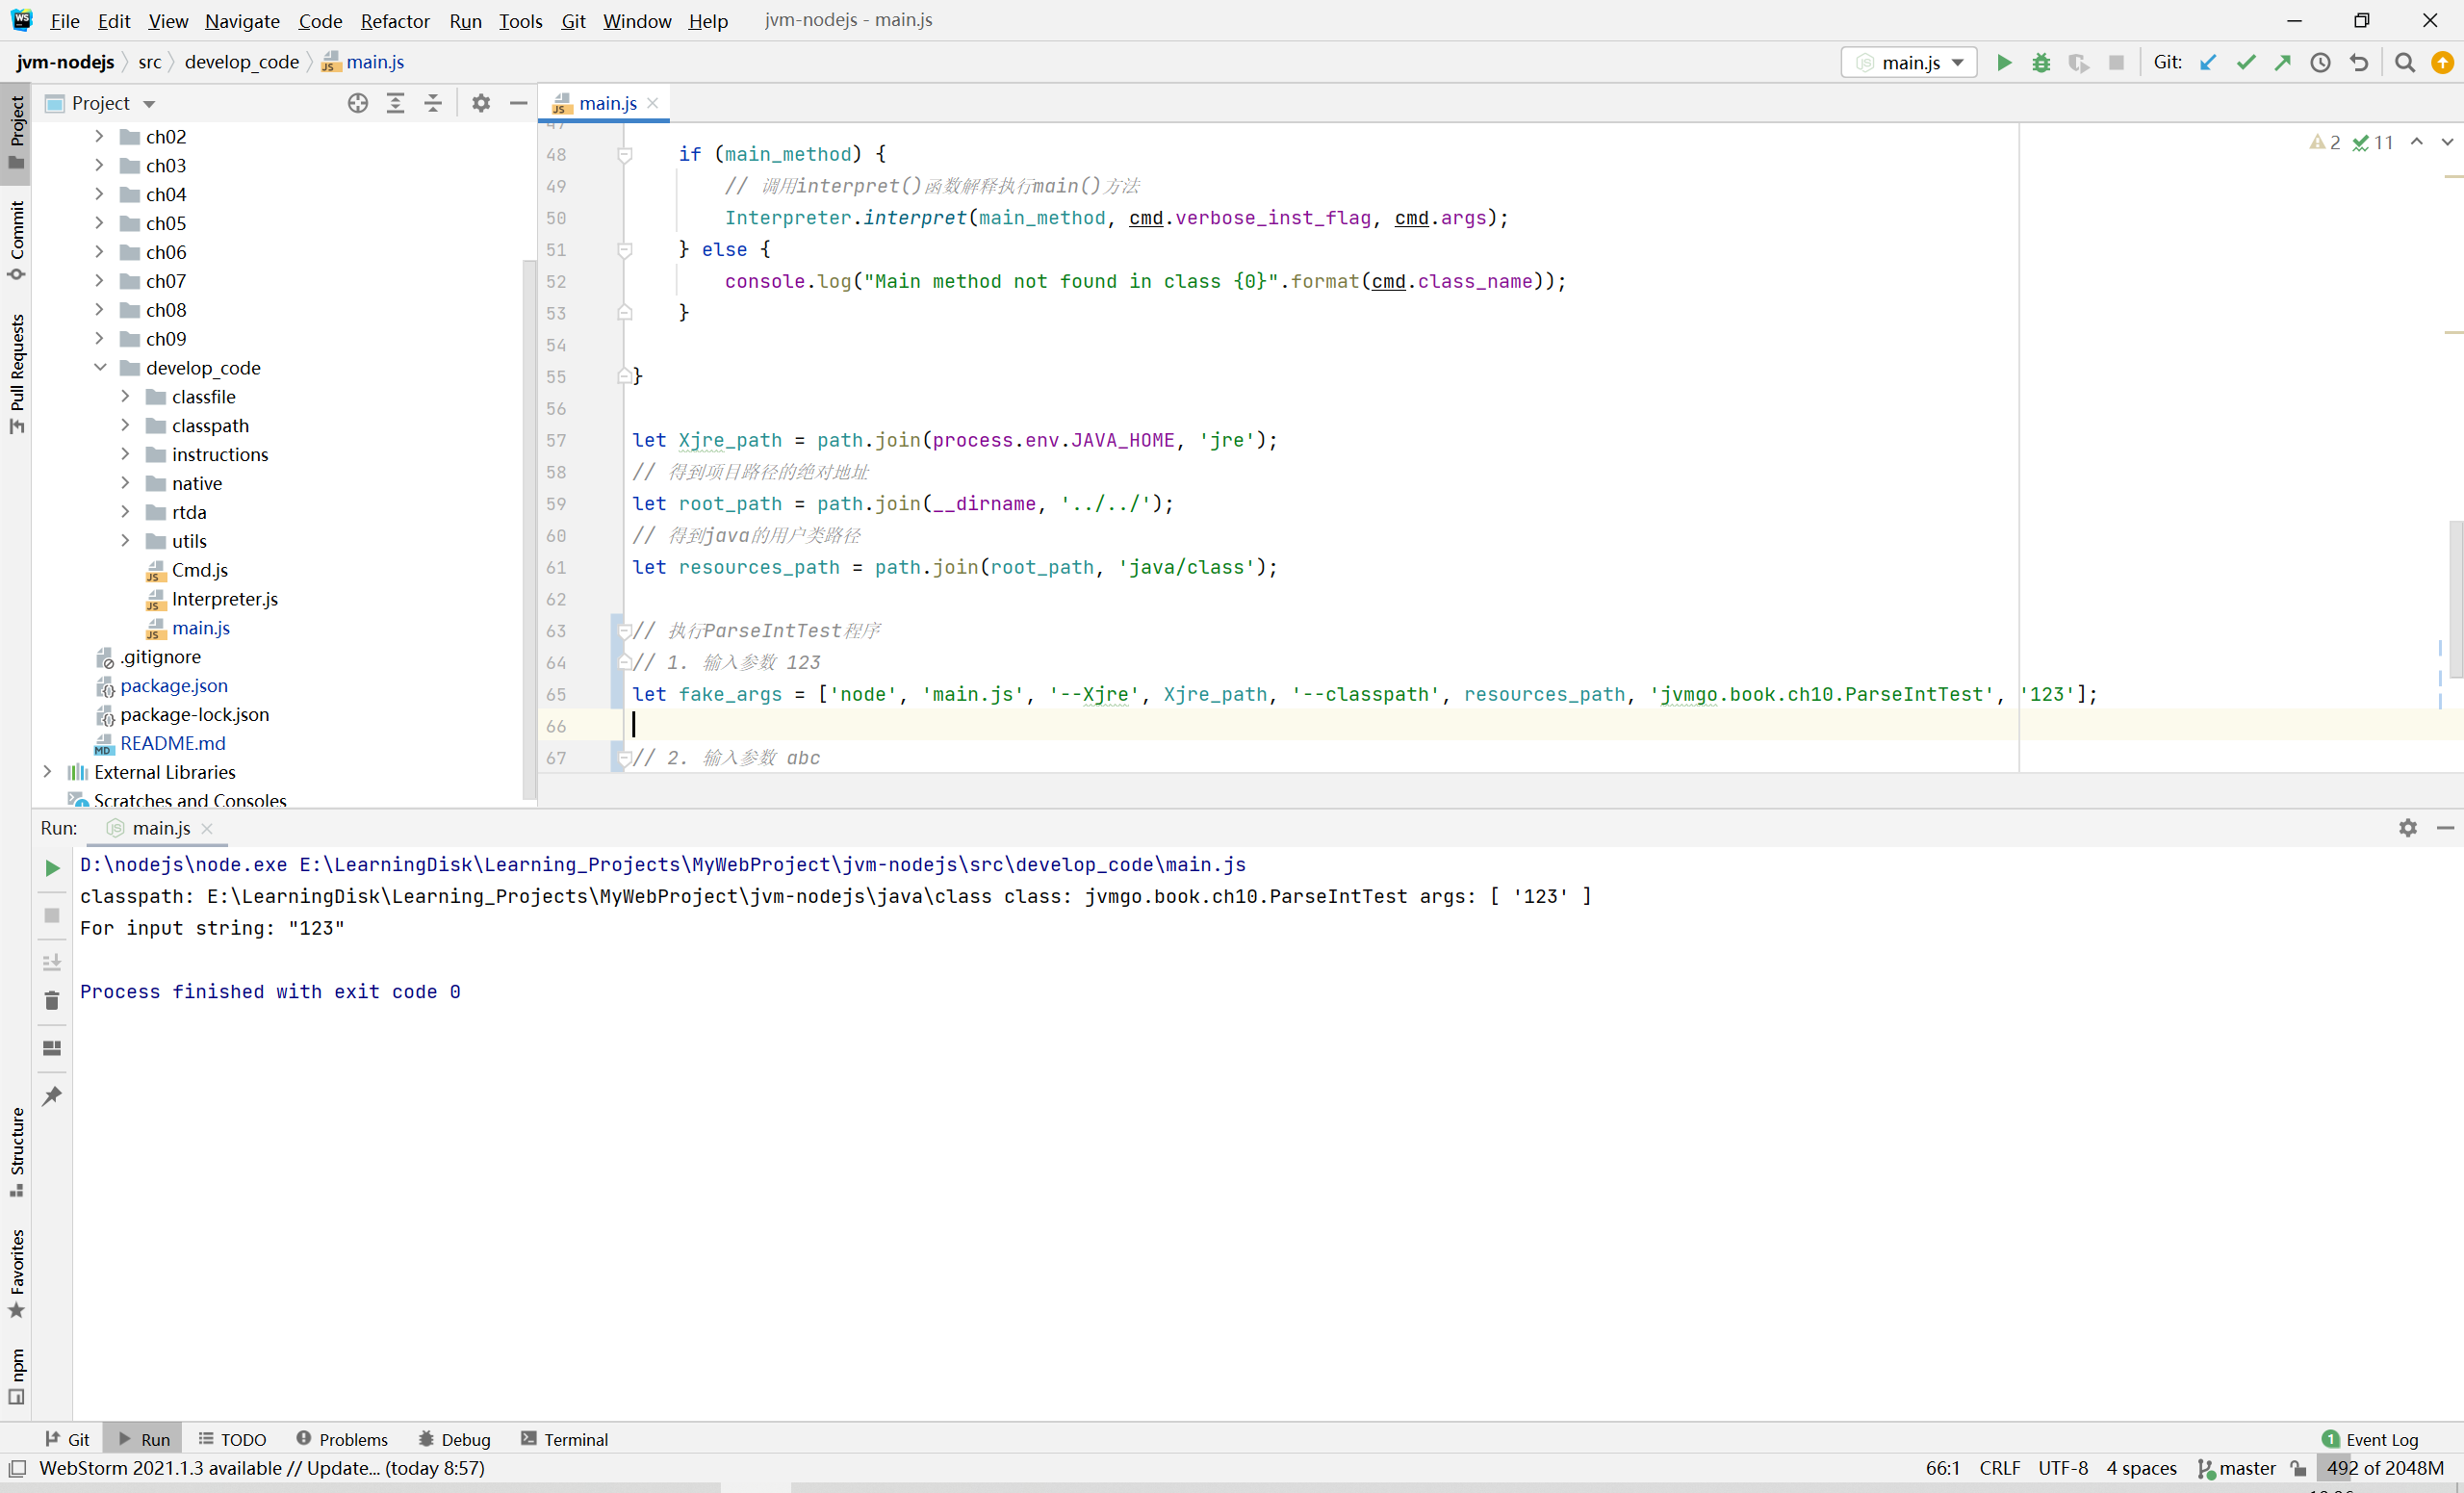 File Edit View Navigate Code Refactor Run Tools Git Window Help jvm-nodejs - main.js
jvm-nodejs src develop_code main.js main.js Git:
Project main.js
ch02
ch03
ch04
ch05
ch06
ch07
ch08
ch09
develop_code
classfile
classpath
instructions
native
rtda
utils
Cmd.js
Interpreter.js
main.js
.gitignore
package.json
package-lock.json
README.md
External Libraries
Scratches and Consoles
Project
Commit
Pull Requests
Structure
Favorites
npm
2 11
47
48 if (main_method) {
49 // 调用interpret()函数解释执行main()方法
50 Interpreter.interpret(main_method, cmd.verbose_inst_flag, cmd.args);
51 } else {
52 console.log("Main method not found in class {0}".format(cmd.class_name));
53 }
54
55 }
56
57 let Xjre_path = path.join(process.env.JAVA_HOME, 'jre');
58 // 得到项目路径的绝对地址
59 let root_path = path.join(__dirname, '../../');
60 // 得到java的用户类路径
61 let resources_path = path.join(root_path, 'java/class');
62
63 // 执行ParseIntTest程序
64 // 1. 输入参数 123
65 let fake_args = ['node', 'main.js', '--Xjre', Xjre_path, '--classpath', resources_path, 'jvmgo.book.ch10.ParseIntTest', '123'];
66
67 // 2. 输入参数 abc
Run: main.js
D:\nodejs\node.exe E:\LearningDisk\Learning_Projects\MyWebProject\jvm-nodejs\src\develop_code\main.js
classpath: E:\LearningDisk\Learning_Projects\MyWebProject\jvm-nodejs\java\class class: jvmgo.book.ch10.ParseIntTest args: [ '123' ]
For input string: "123"
Process finished with exit code 0
Git Run TODO Problems Debug Terminal 1 Event Log
WebStorm 2021.1.3 available // Update... (today 8:57) 66:1 CRLF UTF-8 4 spaces master 492 of 2048M